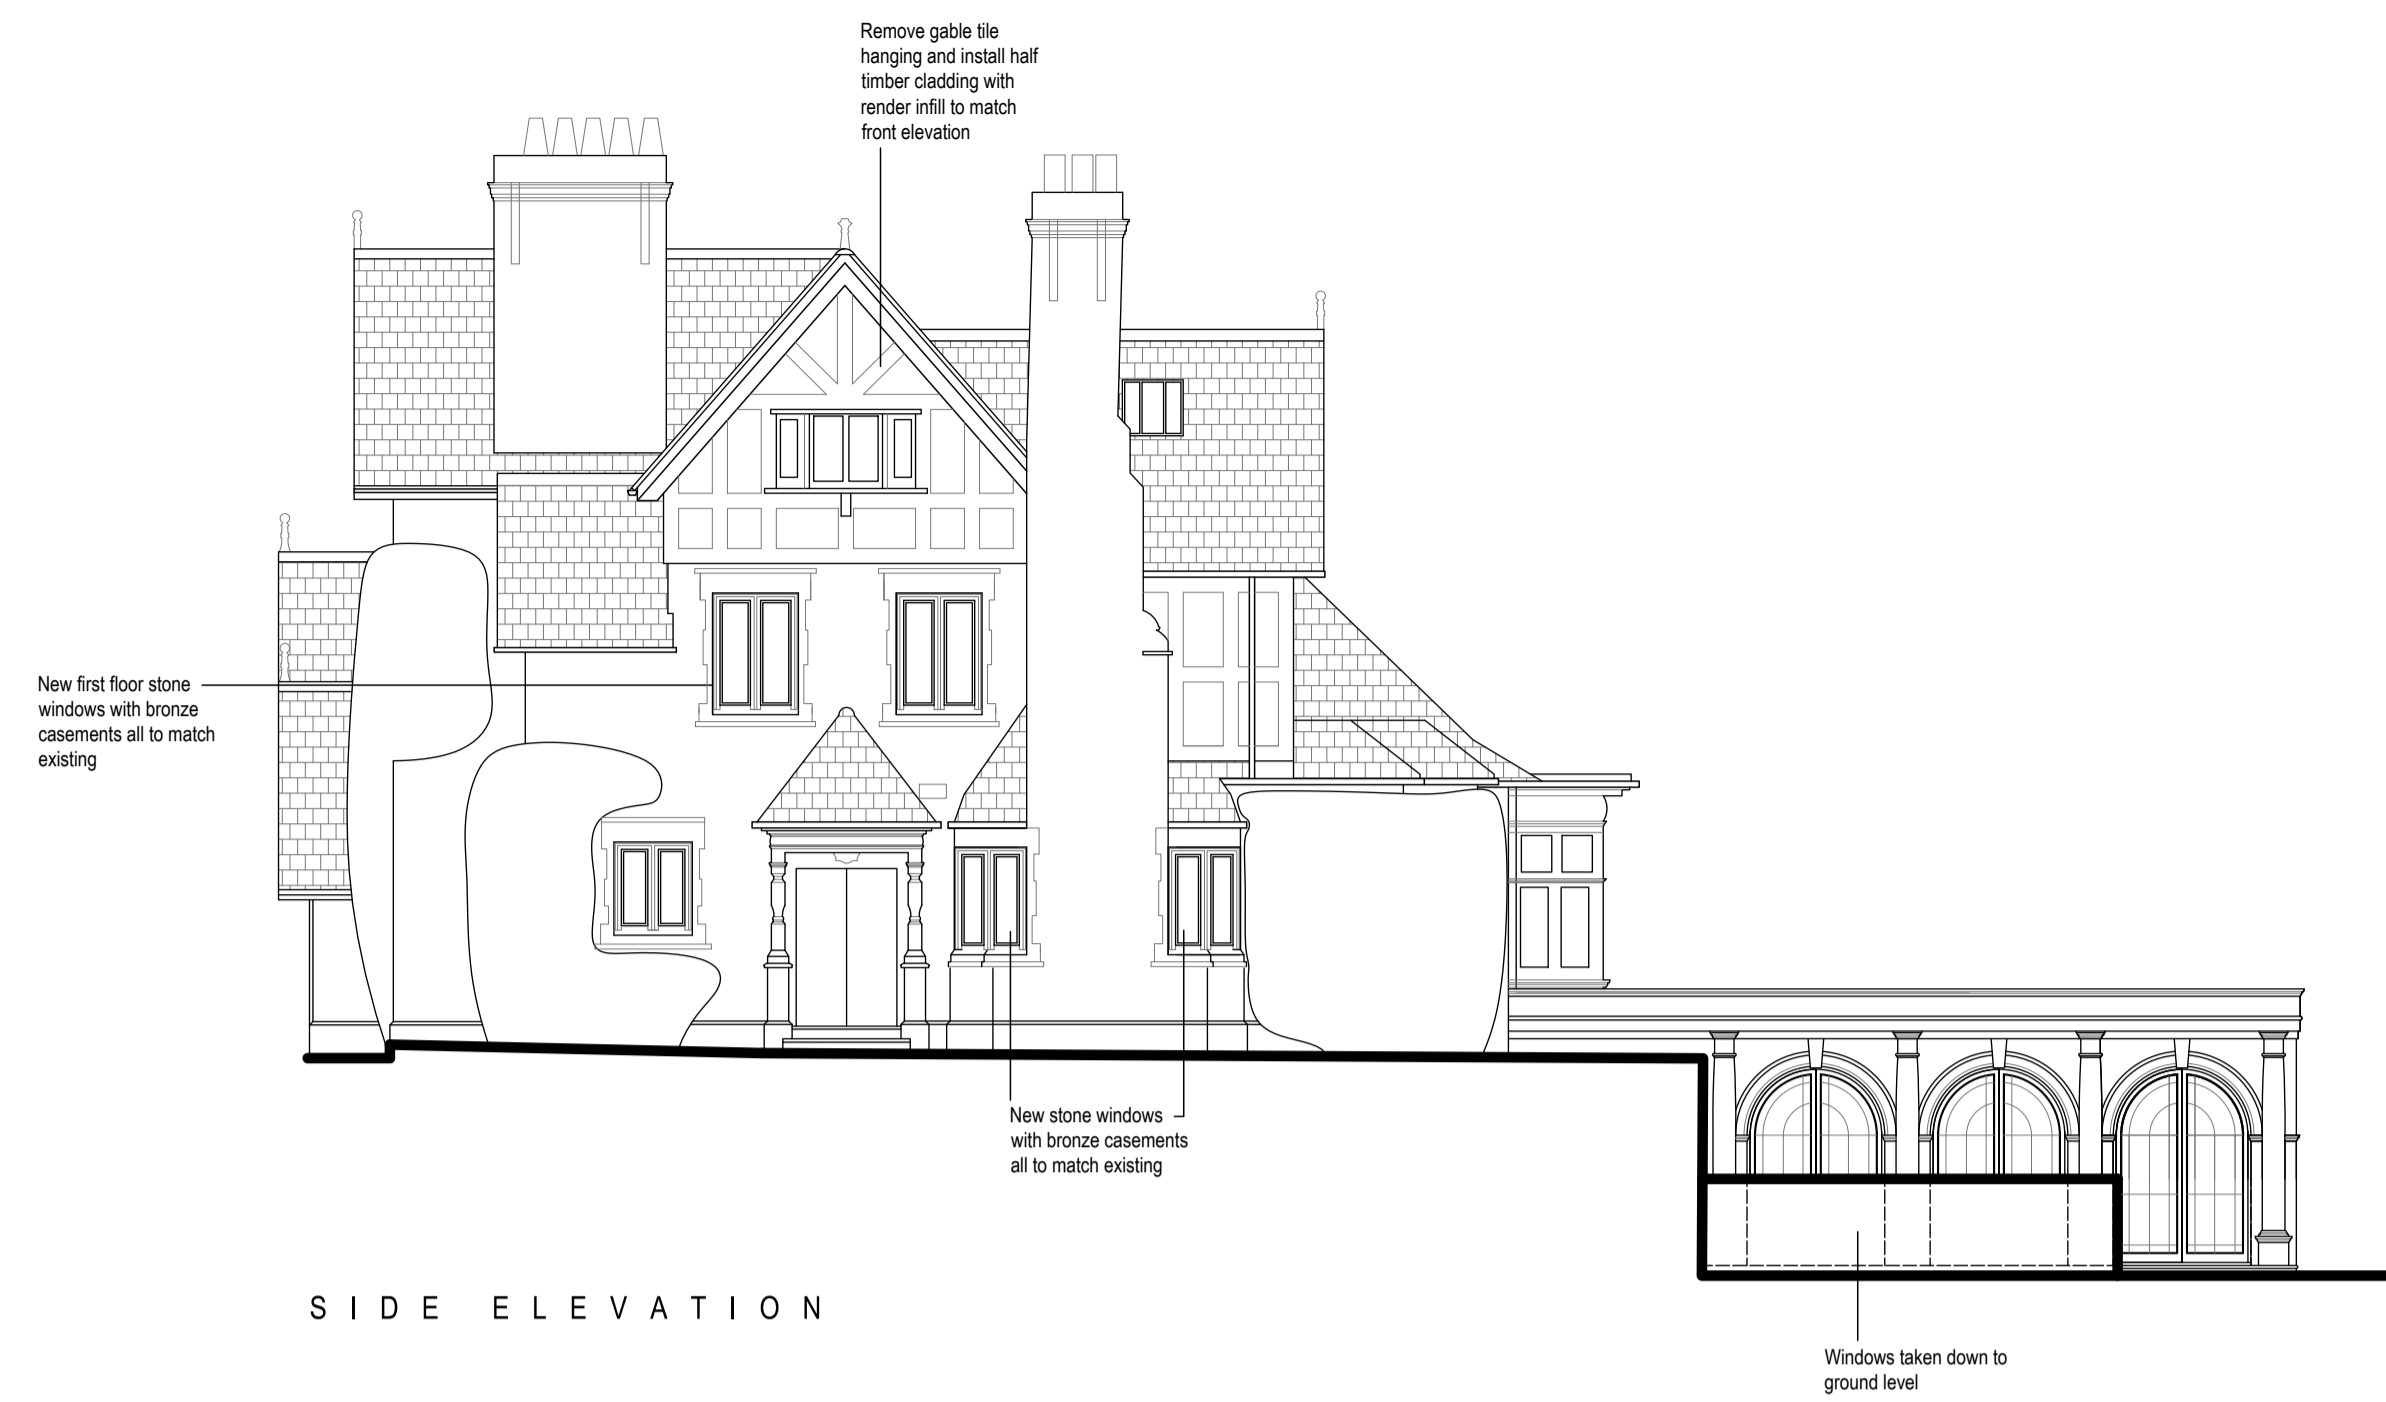 Remove gable tile
hanging and install half
timber cladding with
render infill to match
front elevation
New first floor stone
windows with bronze
casements all to match
existing
New stone windows
with bronze casements
all to match existing
SIDE ELEVATION
Windows taken down to
ground level